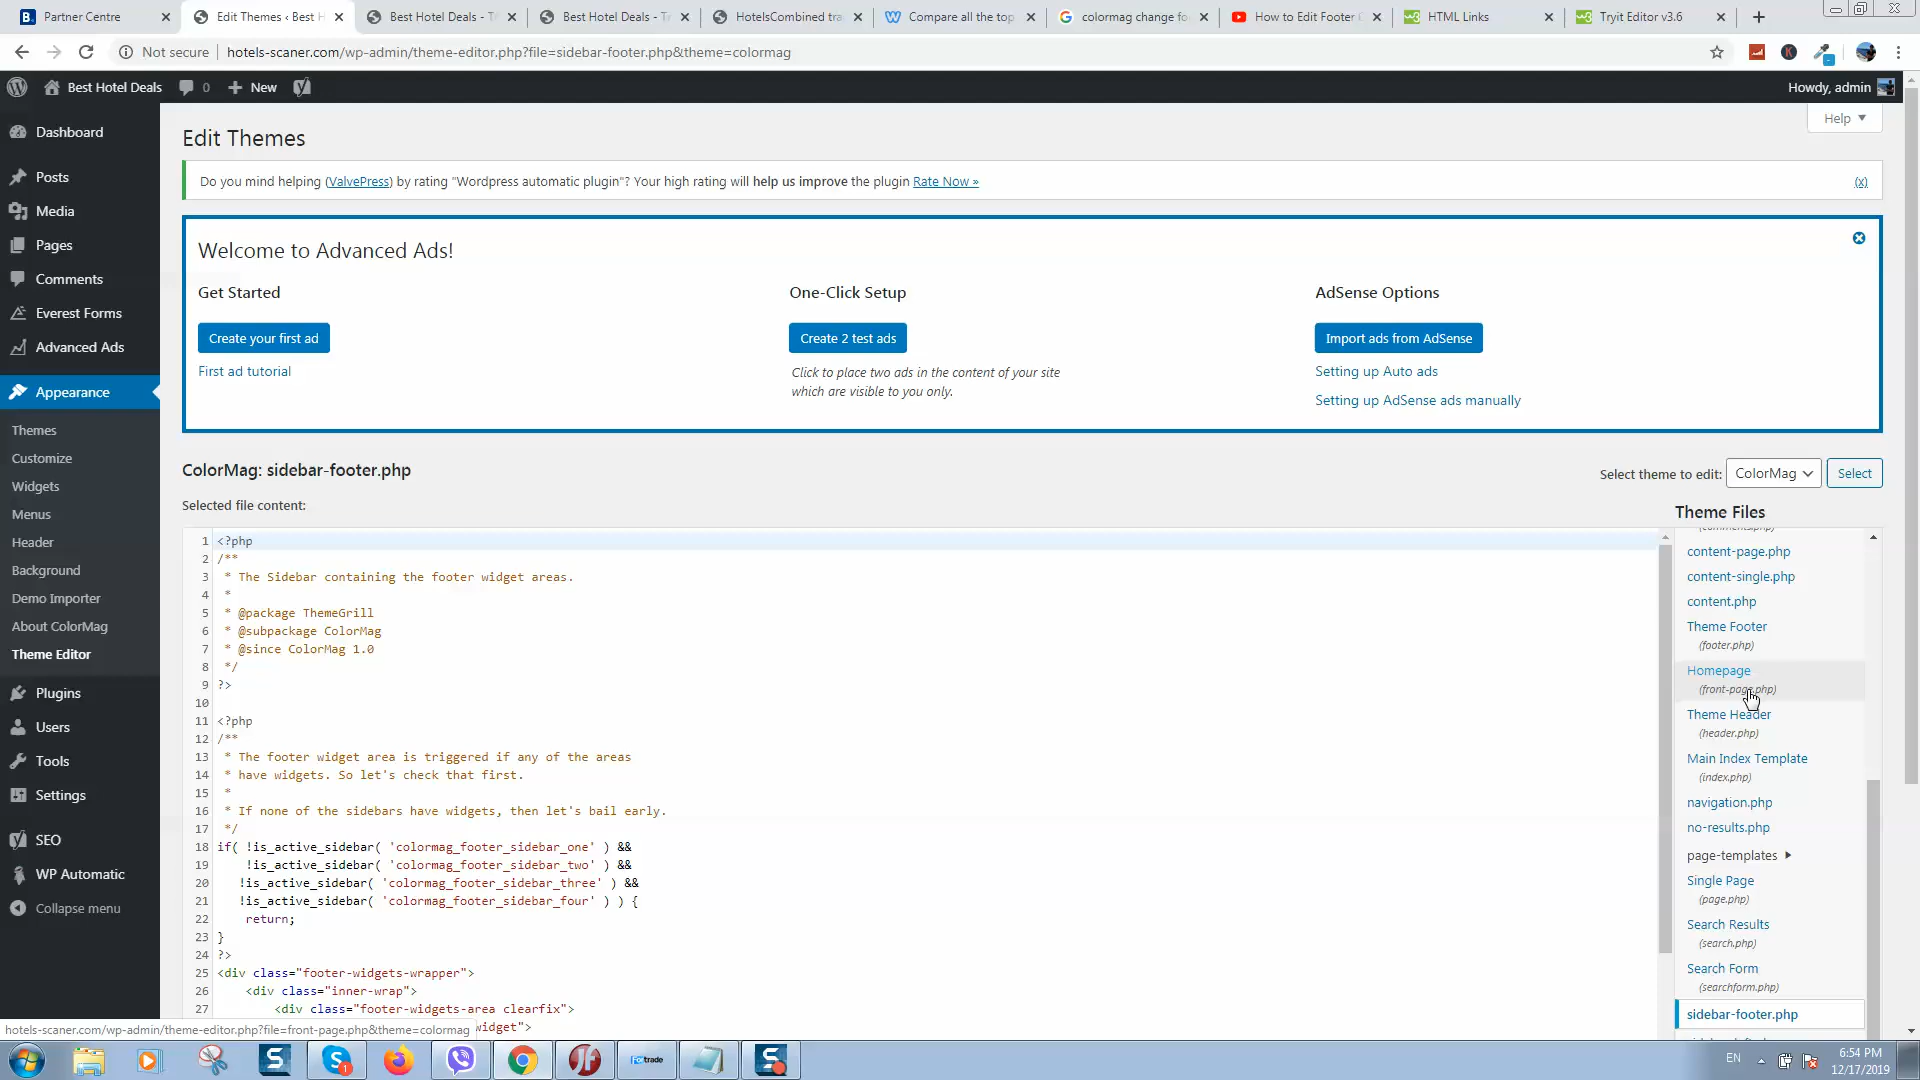 Partner Centre
Edit Themes ‹ Best H
Best Hotel Deals - T
Best Hotel Deals - T
HotelsCombined tra
Compare all the top
colormag change fo
How to Edit Footer
HTML Links
Tryit Editor v3.6
Not secure
hotels-scaner.com/wp-admin/theme-editor.php?file=sidebar-footer.php&theme=colormag
Best Hotel Deals
0
New
Howdy, admin
Dashboard
Posts
Media
Pages
Comments
Everest Forms
Advanced Ads
Appearance
Themes
Customize
Widgets
Menus
Header
Background
Demo Importer
About ColorMag
Theme Editor
Plugins
Users
Tools
Settings
SEO
WP Automatic
Collapse menu
Help
Edit Themes
Do you mind helping (ValvePress) by rating "Wordpress automatic plugin"? Your high rating will help us improve the plugin Rate Now »
(x)
Welcome to Advanced Ads!
Get Started
One-Click Setup
AdSense Options
Create your first ad
Create 2 test ads
Import ads from AdSense
First ad tutorial
Click to place two ads in the content of your site
which are visible to you only.
Setting up Auto ads
Setting up AdSense ads manually
ColorMag: sidebar-footer.php
Select theme to edit:
ColorMag
Select
Selected file content:
Theme Files
1 <?php
2 /**
3 * The Sidebar containing the footer widget areas.
4 *
5 * @package ThemeGrill
6 * @subpackage ColorMag
7 * @since ColorMag 1.0
8 */
9 ?>
10
11 <?php
12 /**
13 * The footer widget area is triggered if any of the areas
14 * have widgets. So let's check that first.
15 *
16 * If none of the sidebars have widgets, then let's bail early.
17 */
18 if( !is_active_sidebar( 'colormag_footer_sidebar_one' ) &&
19 !is_active_sidebar( 'colormag_footer_sidebar_two' ) &&
20 !is_active_sidebar( 'colormag_footer_sidebar_three' ) &&
21 !is_active_sidebar( 'colormag_footer_sidebar_four' ) ) {
22 return;
23 }
24 ?>
25 <div class="footer-widgets-wrapper">
26 <div class="inner-wrap">
27 <div class="footer-widgets-area clearfix">
widget">
content-page.php
content-single.php
content.php
Theme Footer
(footer.php)
Homepage
(front-page.php)
Theme Header
(header.php)
Main Index Template
(index.php)
navigation.php
no-results.php
page-templates
Single Page
(page.php)
Search Results
(search.php)
Search Form
(searchform.php)
sidebar-footer.php
hotels-scaner.com/wp-admin/theme-editor.php?file=front-page.php&theme=colormag
Fortrade
EN
6:54 PM
12/17/2019